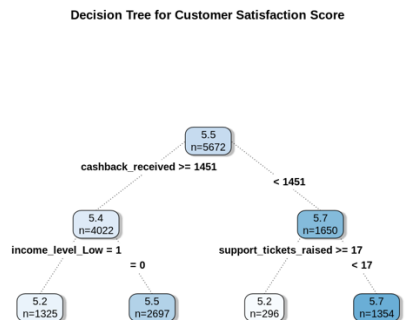 Decision Tree for Customer Satisfaction Score
5.5
n=5672
cashback_received >= 1451
< 1451
5.4
n=4022
5.7
n=1650
income_level_Low = 1
= 0
support_tickets_raised >= 17
< 17
5.2
n=1325
5.5
n=2697
5.2
n=296
5.7
n=1354